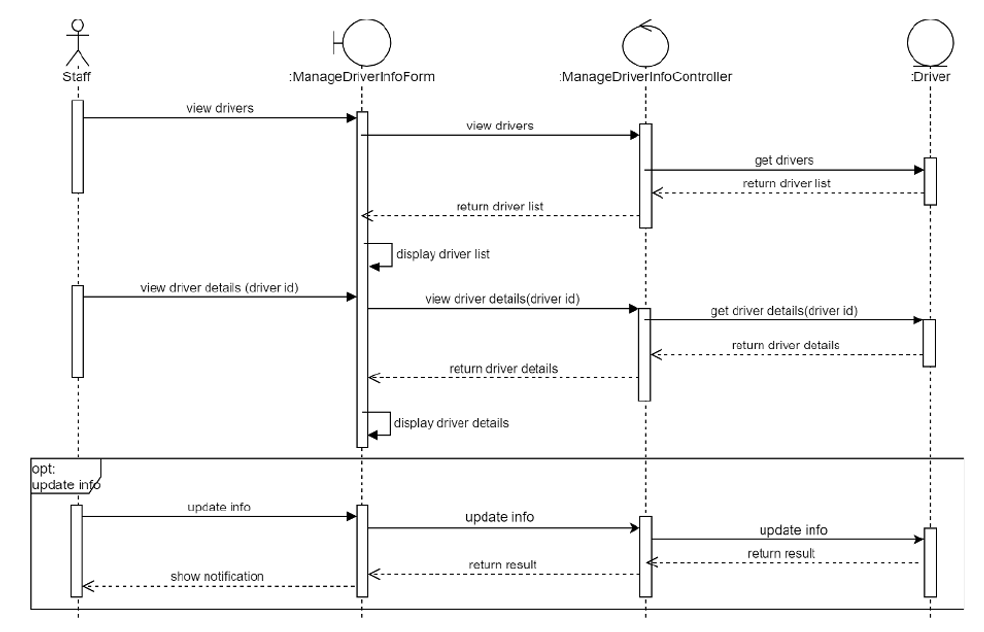 Staff
:ManageDriverInfoForm
:ManageDriverInfoController
:Driver
view drivers
view drivers
get drivers
return driver list
return driver list
display driver list
view driver details (driver id)
view driver details(driver id)
get driver details(driver id)
return driver details
return driver details
display driver details
opt:
update info
update info
update info
update info
return result
return result
show notification